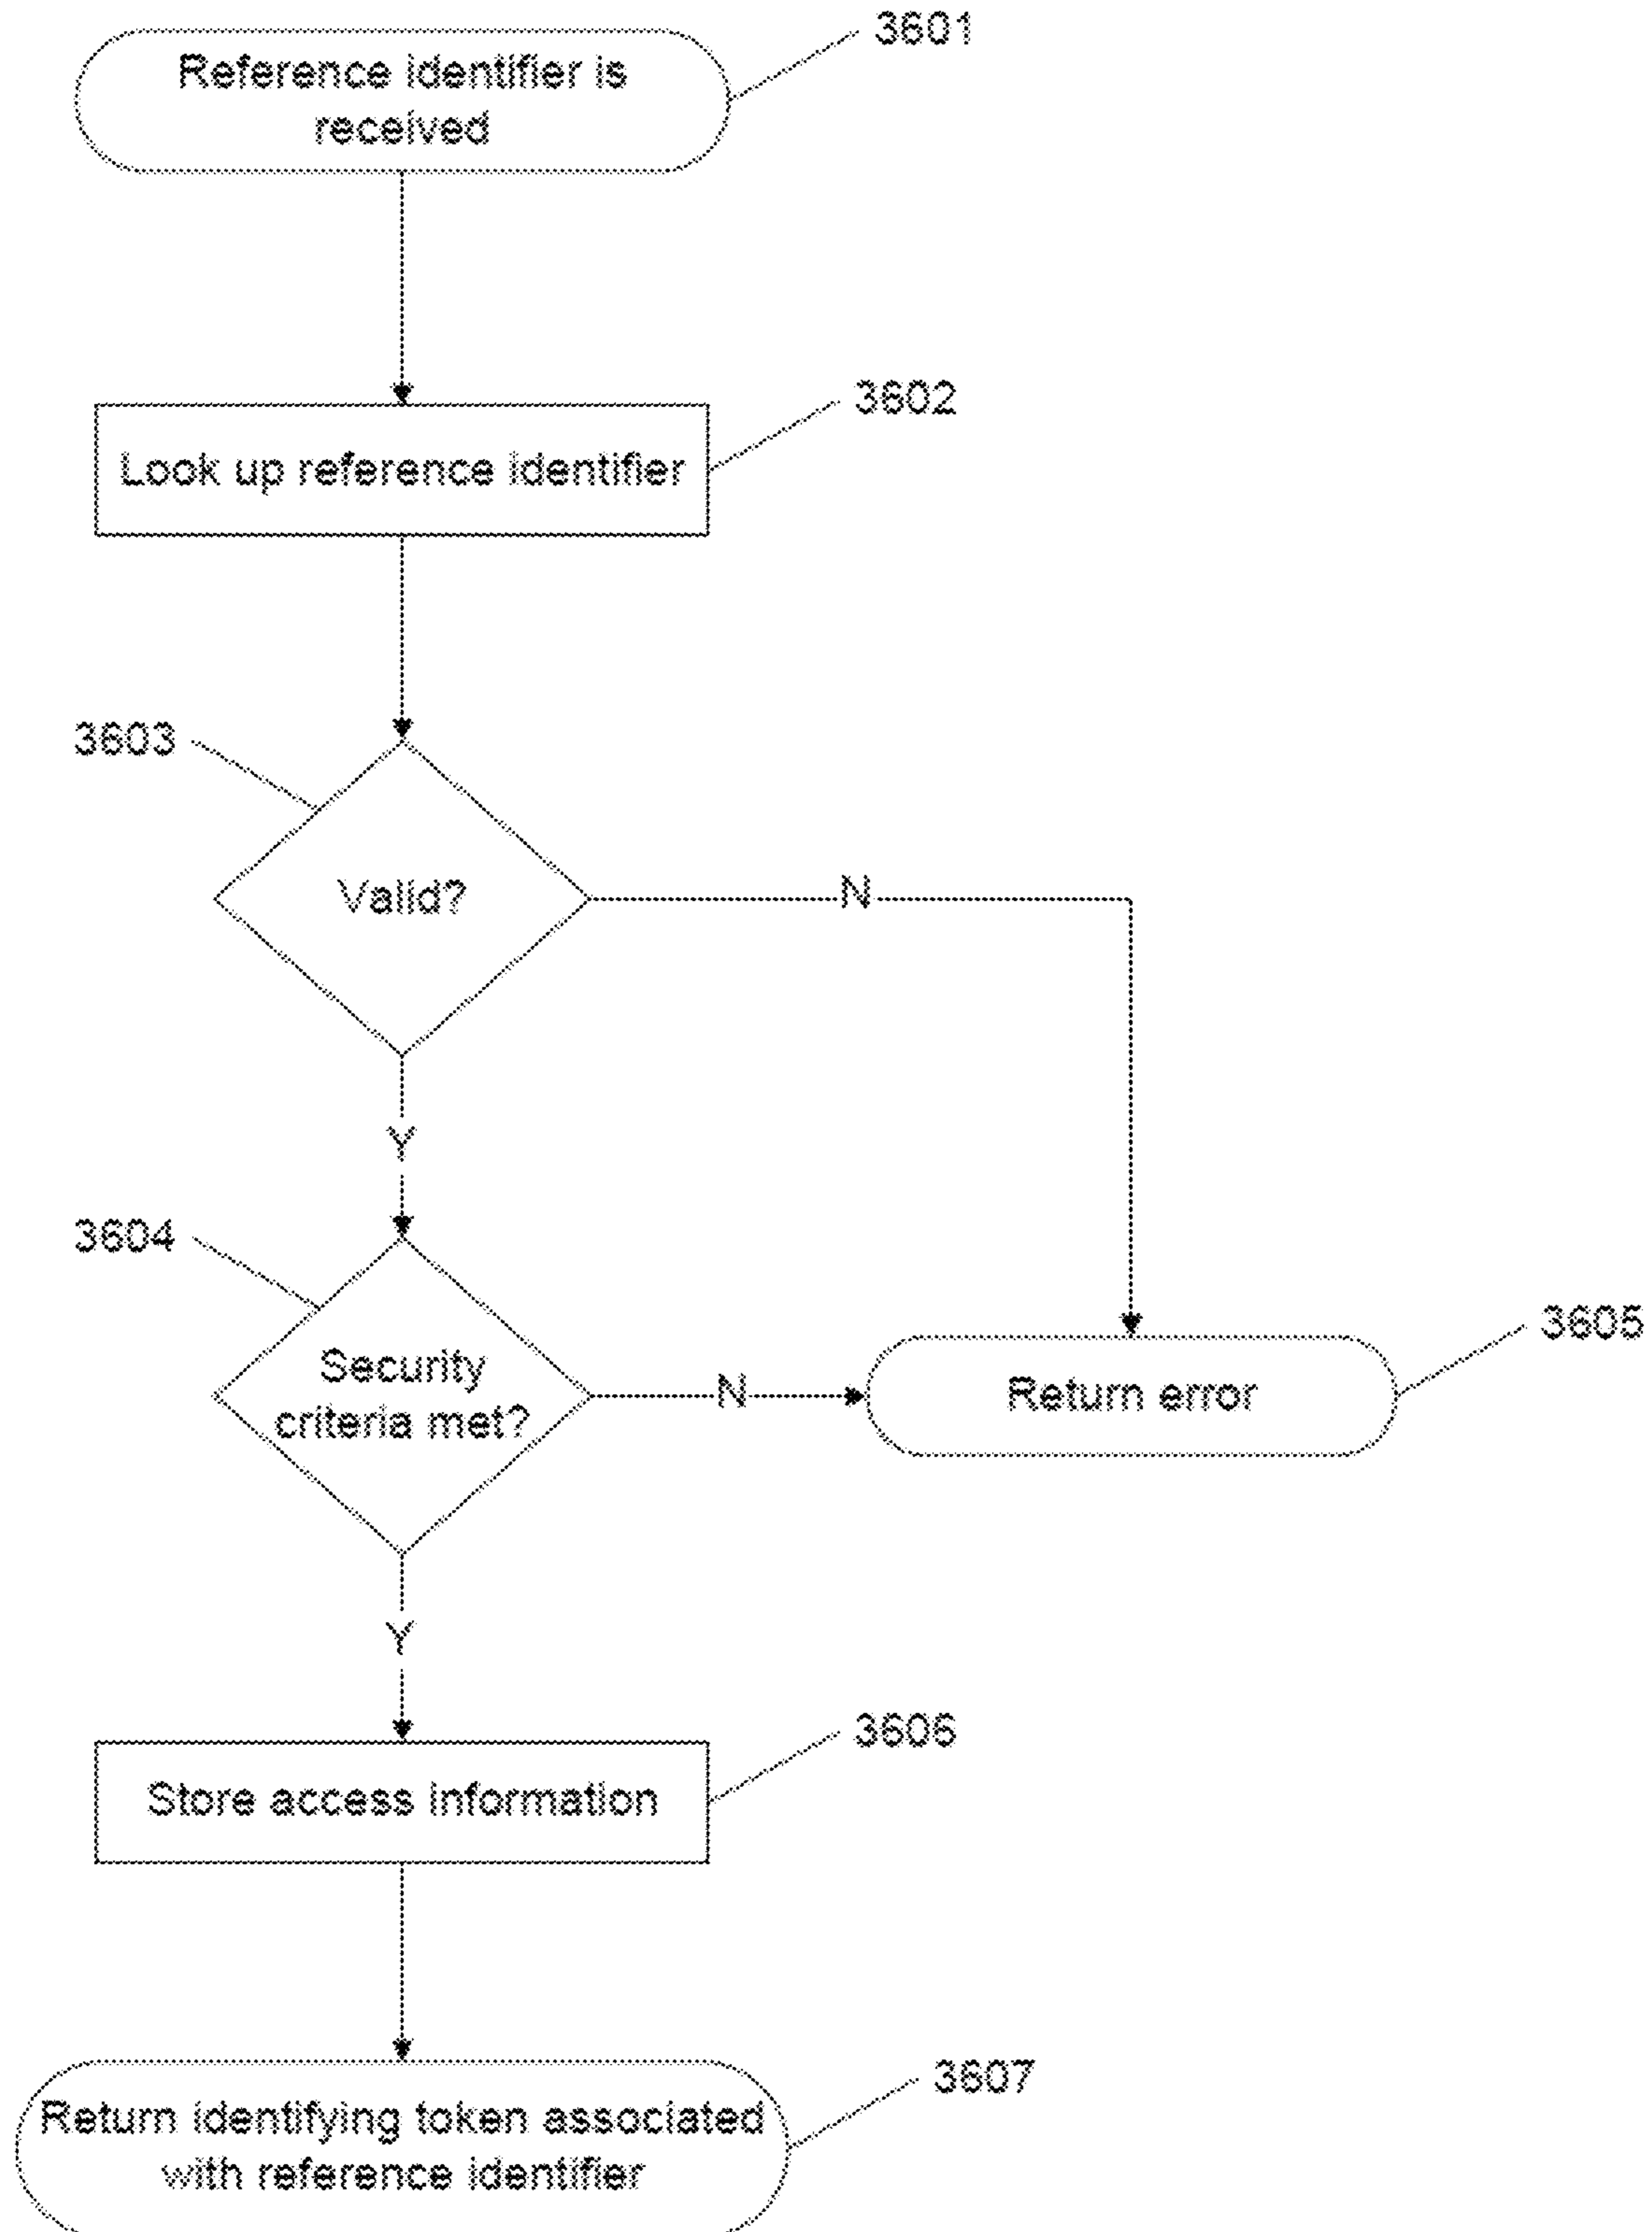 3601
Reference identifier is
received
3602
Look up reference identifier
3603
Valid?
N
Y
3604
Security
criteria met?
N
3605
Return error
Y
3606
Store access information
3607
Return identifying token associated
with reference identifier